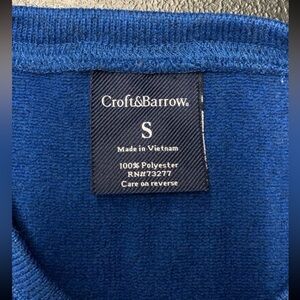 Croft&Barrow®
S
Made in Vietnam
100% Polyester
RN#73277
Care on reverse